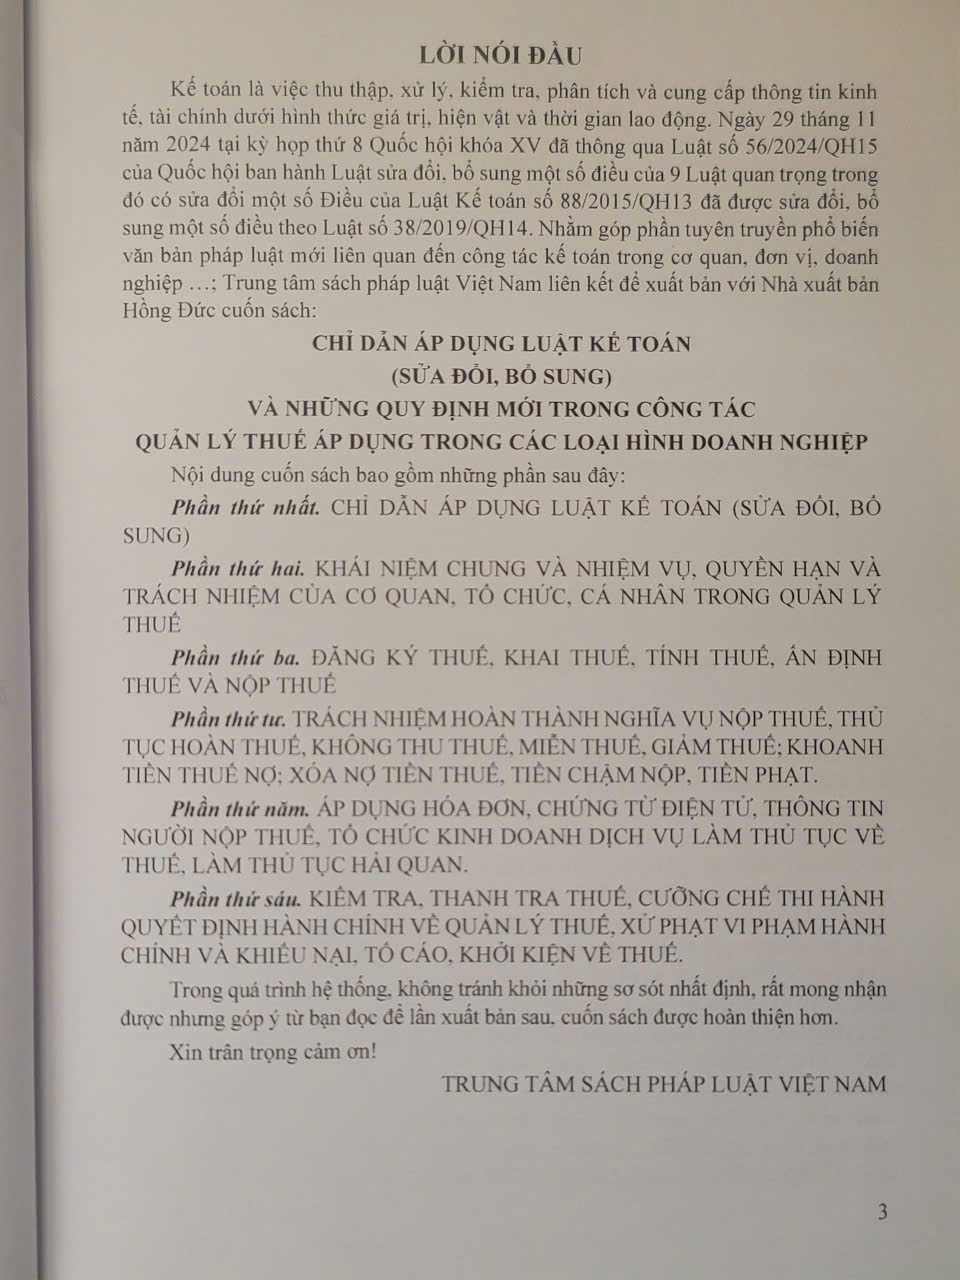 LỜI NÓI ĐẦU
Kế toán là việc thu thập, xử lý, kiểm tra, phân tích và cung cấp thông tin kinh
tế, tài chính dưới hình thức giá trị, hiện vật và thời gian lao động. Ngày 29 tháng 11
năm 2024 tại kỳ họp thứ 8 Quốc hội khóa XV đã thông qua Luật số 56/2024/QH15
của Quốc hội ban hành Luật sửa đổi, bổ sung một số điều của 9 Luật quan trọng trong
đó có sửa đổi một số Điều của Luật Kế toán số 88/2015/QH13 đã được sửa đổi, bổ
sung một số điều theo Luật số 38/2019/QH14. Nhằm góp phần tuyên truyền phổ biến
văn bản pháp luật mới liên quan đến công tác kế toán trong cơ quan, đơn vị, doanh
nghiệp ...; Trung tâm sách pháp luật Việt Nam liên kết để xuất bản với Nhà xuất bản
Hồng Đức cuốn sách:
CHỈ DẪN ÁP DỤNG LUẬT KẾ TOÁN
(SỬA ĐỔI, BỔ SUNG)
VÀ NHỮNG QUY ĐỊNH MỚI TRONG CÔNG TÁC
QUẢN LÝ THUẾ ÁP DỤNG TRONG CÁC LOẠI HÌNH DOANH NGHIỆP
Nội dung cuốn sách bao gồm những phần sau đây:
Phần thứ nhất. CHỈ DẪN ÁP DỤNG LUẬT KẾ TOÁN (SỬA ĐỔI, BỔ
SUNG)
Phần thứ hai. KHÁI NIỆM CHUNG VÀ NHIỆM VỤ, QUYỀN HẠN VÀ
TRÁCH NHIỆM CỦA CƠ QUAN, TỔ CHỨC, CÁ NHÂN TRONG QUẢN LÝ
THUẾ
Phần thứ ba. ĐĂNG KÝ THUẾ, KHAI THUẾ, TÍNH THUẾ, ẤN ĐỊNH
THUẾ VÀ NỘP THUẾ
Phần thứ tư. TRÁCH NHIỆM HOÀN THÀNH NGHĨA VỤ NỘP THUẾ, THỦ
TỤC HOÀN THUẾ, KHÔNG THU THUẾ, MIỄN THUẾ, GIẢM THUẾ; KHOANH
TIỀN THUẾ NỢ; XÓA NỢ TIỀN THUẾ, TIỀN CHẬM NỘP, TIỀN PHẠT.
Phần thứ năm. ÁP DỤNG HÓA ĐƠN, CHỨNG TỪ ĐIỆN TỬ, THÔNG TIN
NGƯỜI NỘP THUẾ, TỔ CHỨC KINH DOANH DỊCH VỤ LÀM THỦ TỤC VỀ
THUẾ, LÀM THỦ TỤC HẢI QUAN.
Phần thứ sáu. KIỂM TRA, THANH TRA THUẾ, CƯỠNG CHẾ THI HÀNH
QUYẾT ĐỊNH HÀNH CHÍNH VỀ QUẢN LÝ THUẾ, XỬ PHẠT VI PHẠM HÀNH
CHÍNH VÀ KHIẾU NẠI, TỐ CÁO, KHỞI KIỆN VỀ THUẾ.
Trong quá trình hệ thống, không tránh khỏi những sơ sót nhất định, rất mong nhận
được nhưng góp ý từ bạn đọc để lần xuất bản sau, cuốn sách được hoàn thiện hơn.
Xin trân trọng cảm ơn!
TRUNG TÂM SÁCH PHÁP LUẬT VIỆT NAM
3